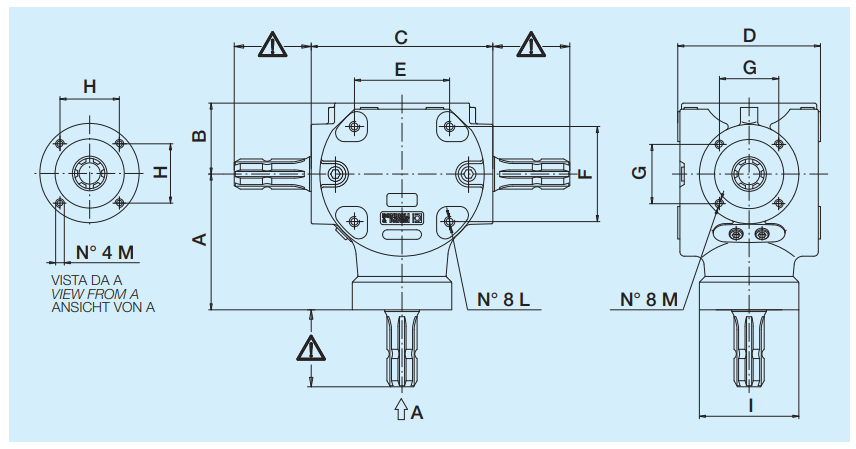 C
D
E
G
H
B
H
F
G
A
N° 4 M
VISTA DA A
VIEW FROM A
ANSICHT VON A
N° 8 L
N° 8 M
A
I